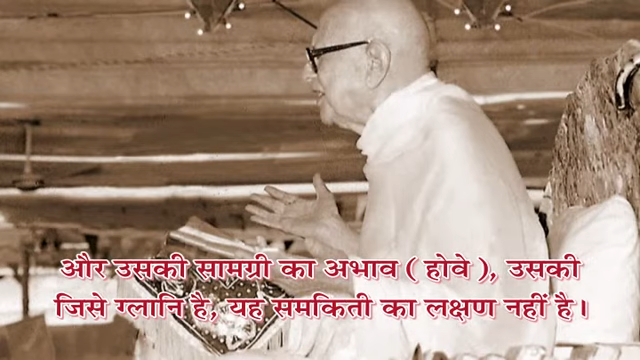 और उसकी सामग्री का अभाव ( होवे ), उसकी
जिसे ग्लानि है, यह समकिती का लक्षण नहीं है।